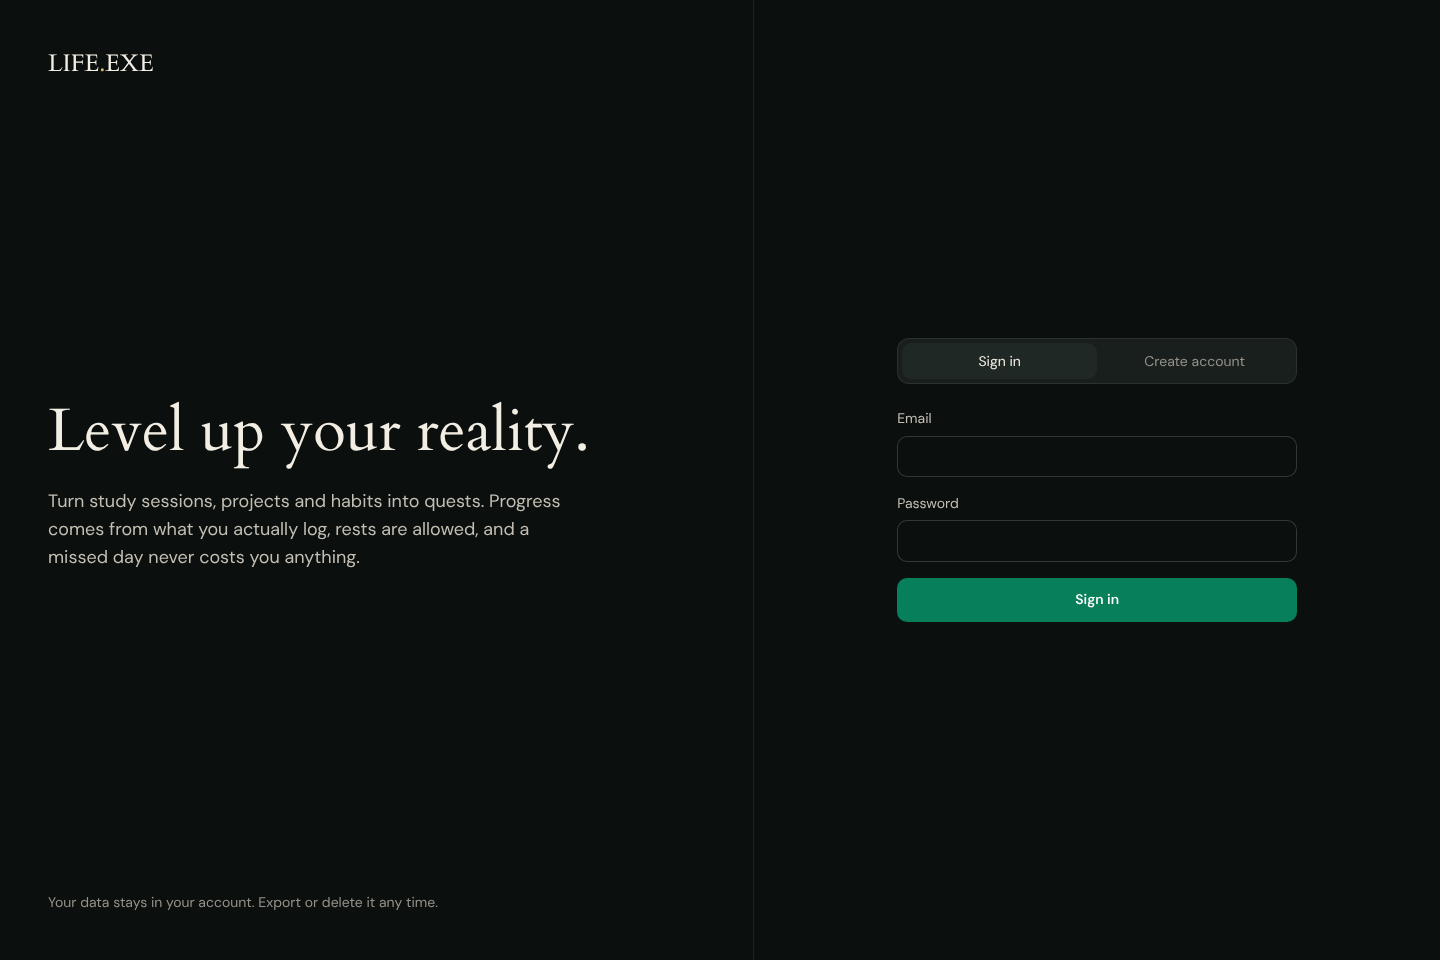 LIFE.EXE
Level up your reality.
Turn study sessions, projects and habits into quests. Progress
comes from what you actually log, rests are allowed, and a
missed day never costs you anything.
Your data stays in your account. Export or delete it any time.
Sign in
Create account
Email
Password
Sign in